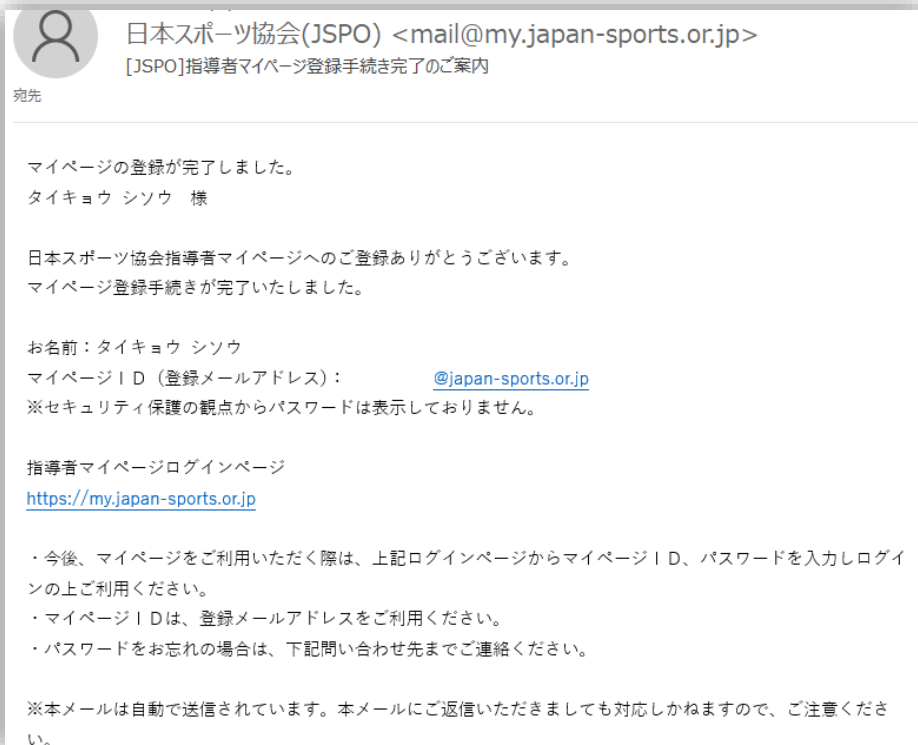 日本スポーツ協会(JSPO) <mail@my.japan-sports.or.jp>
[JSPO]指導者マイページ登録手続き完了のご案内
宛先
マイページの登録が完了しました。
タイキョウ シソウ　様
日本スポーツ協会指導者マイページへのご登録ありがとうございます。
マイページ登録手続きが完了いたしました。
お名前：タイキョウ シソウ
マイページＩＤ（登録メールアドレス）：　@japan-sports.or.jp
※セキュリティ保護の観点からパスワードは表示しておりません。
指導者マイページログインページ
https://my.japan-sports.or.jp
・今後、マイページをご利用いただく際は、上記ログインページからマイページＩＤ、パスワードを入力しログイ
ンの上ご利用ください。
・マイページＩＤは、登録メールアドレスをご利用ください。
・パスワードをお忘れの場合は、下記問い合わせ先までご連絡ください。
※本メールは自動で送信されています。本メールにご返信いただきましても対応しかねますので、ご注意くださ
い。